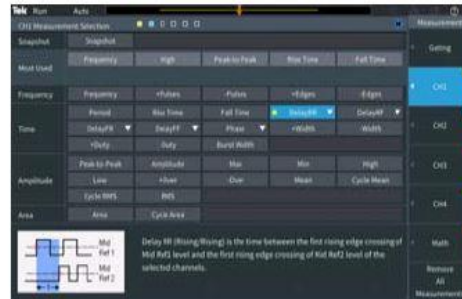 Tek Run Auto
CH1 Measurement Selection
Measurement
Snapshot Snapshot
Gating
Most Used Frequency High Peak-to-Peak Rise Time Fall Time
CH1
Frequency Frequency +Pulses -Pulses +Edges -Edges
Time Period Rise Time Fall Time DelayRR DelayRF
CH2
DelayFR DelayFF Phase +Width -Width
+Duty -Duty Burst Width
CH3
Amplitude Peak-to-Peak Amplitude Max Min High
Low +Over -Over Mean Cycle Mean
CH4
Cycle RMS RMS
Area Area Cycle Area
Math
Mid Ref 1
Mid Ref 2
Delay RR (Rising/Rising) is the time between the first rising edge crossing of
Mid Ref1 level and the first rising edge crossing of Mid Ref2 level of the
selected channels.
Remove
All
Measurements